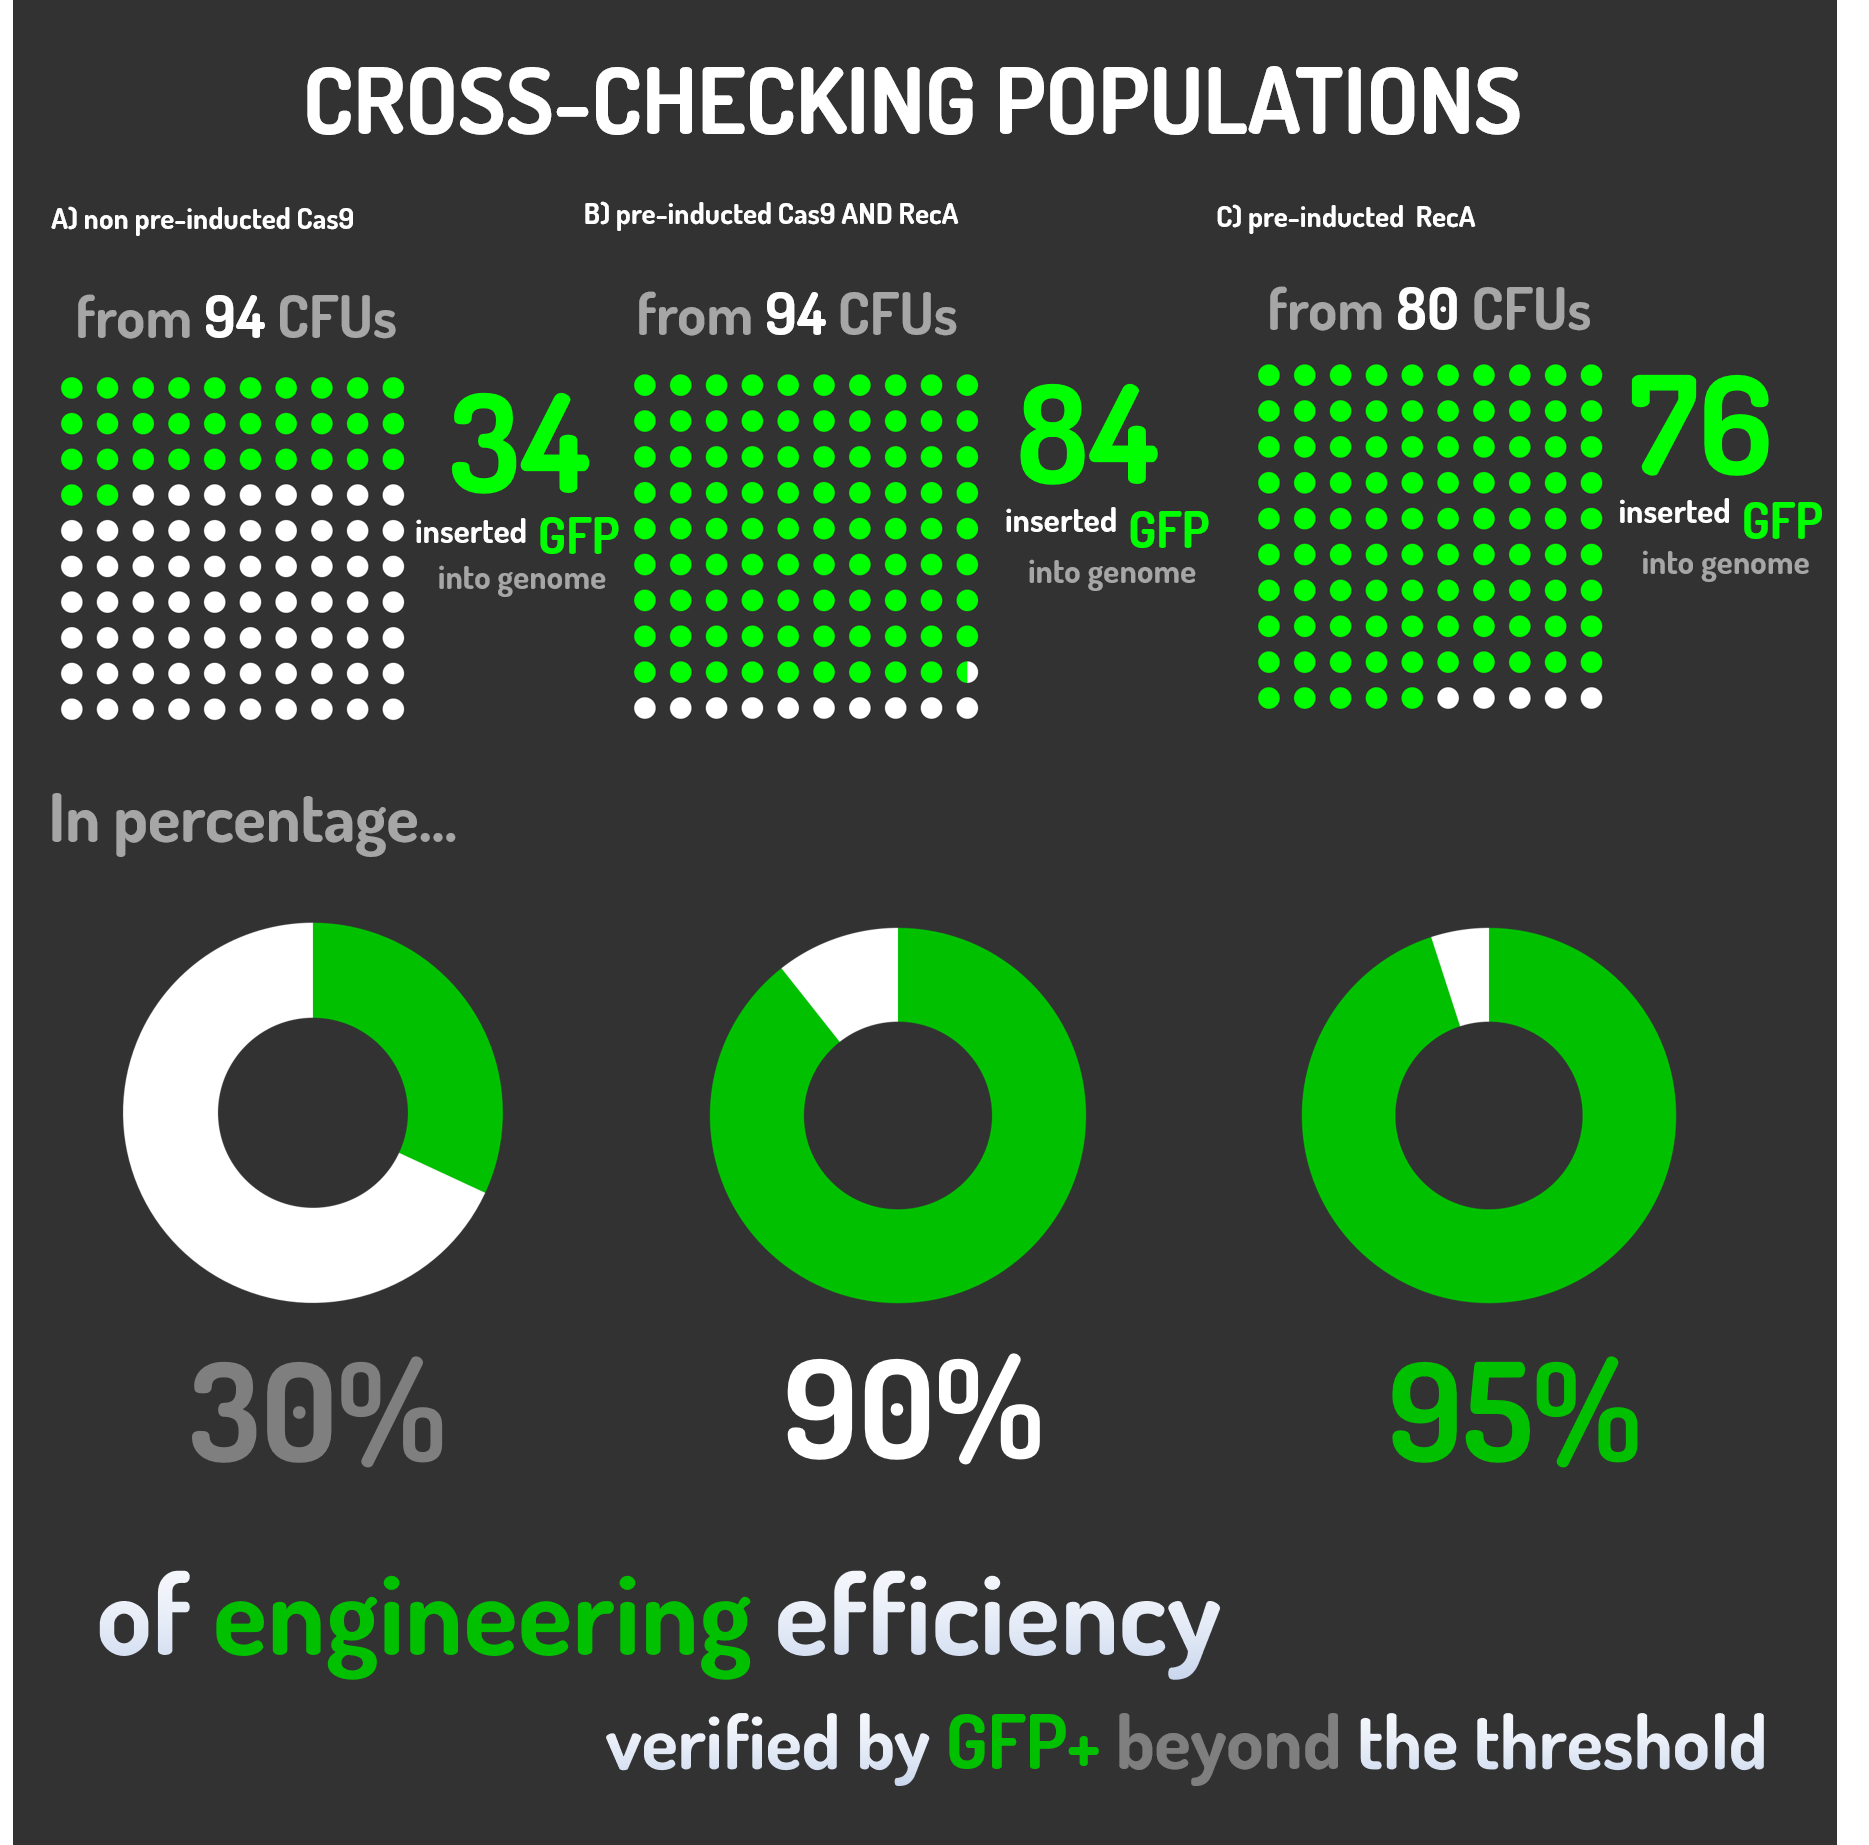 CROSS-CHECKING POPULATIONS
A) non pre-inducted Cas9
from 94 CFUs
34
inserted GFP
into genome
B) pre-inducted Cas9 AND RecA
from 94 CFUs
84
inserted GFP
into genome
C) pre-inducted RecA
from 80 CFUs
76
inserted GFP
into genome
In percentage...
30%
90%
95%
of engineering efficiency
verified by GFP+ beyond the threshold